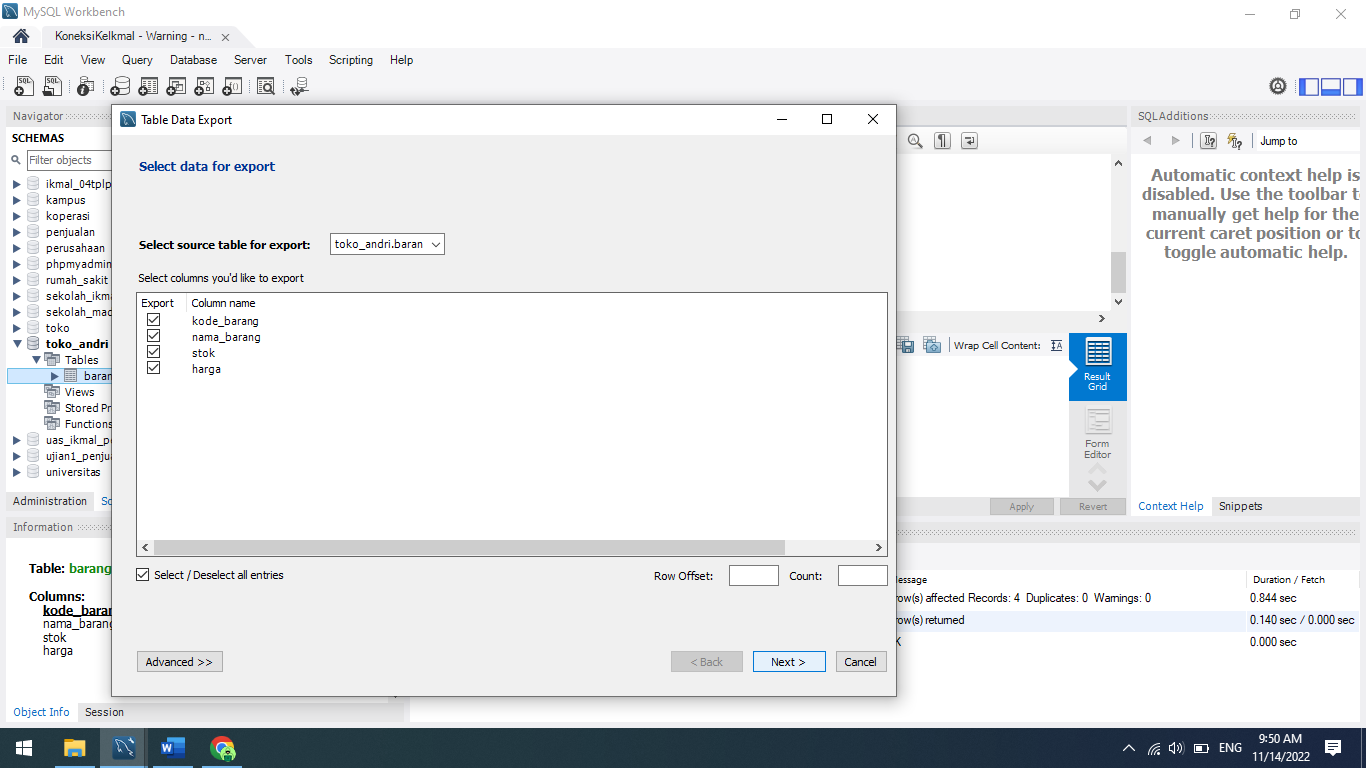 MySQL Workbench
KoneksiKelkmal - Warning - n...
File Edit View Query Database Server Tools Scripting Help
Navigator
SCHEMAS
Filter objects
ikmal_04tplp
kampus
koperasi
penjualan
perusahaan
phpmyadmin
rumah_sakit
sekolah_ikma
sekolah_mad
toko
toko_andri
Tables
baran
Views
Stored Pr
Functions
uas_ikmal_pe
ujian1_penjua
universitas
Administration Sc
Information
Table: barang
Columns:
kode_baran
nama_barang
stok
harga
Object Info Session
Table Data Export
Select data for export
Select source table for export: toko_andri.baran
Select columns you'd like to export
Export Column name
kode_barang
nama_barang
stok
harga
Select / Deselect all entries
Row Offset: Count:
Advanced >> < Back Next > Cancel
Wrap Cell Content:
Result
Grid
Form
Editor
Apply Revert
SQLAdditions
Jump to
Automatic context help is
disabled. Use the toolbar t
manually get help for the
current caret position or to
toggle automatic help.
Context Help Snippets
essage Duration / Fetch
row(s) affected Records: 4 Duplicates: 0 Warnings: 0 0.844 sec
row(s) returned 0.140 sec / 0.000 sec
K 0.000 sec
ENG
9:50 AM
11/14/2022